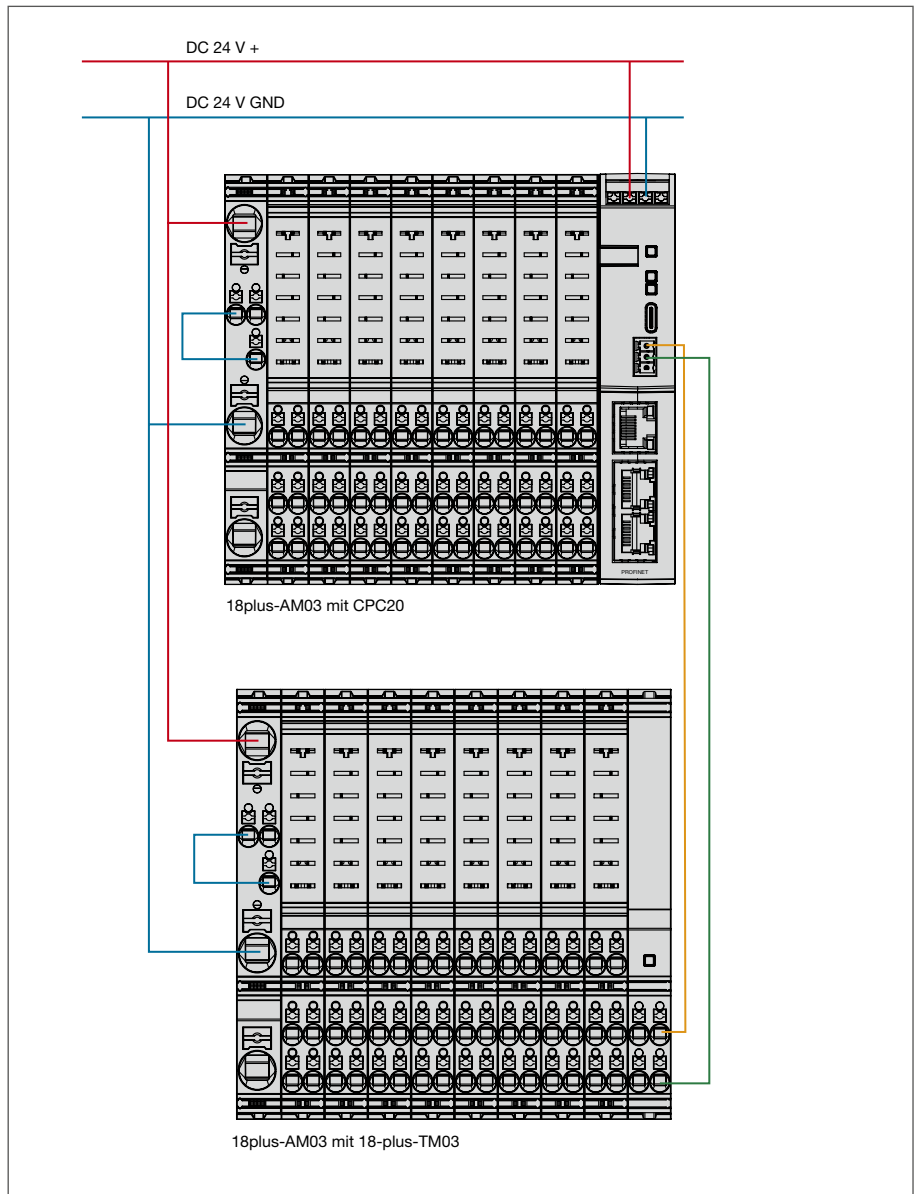 DC 24 V +
DC 24 V GND
PROFINET
18plus-AM03 mit CPC20
18plus-AM03 mit 18-plus-TM03